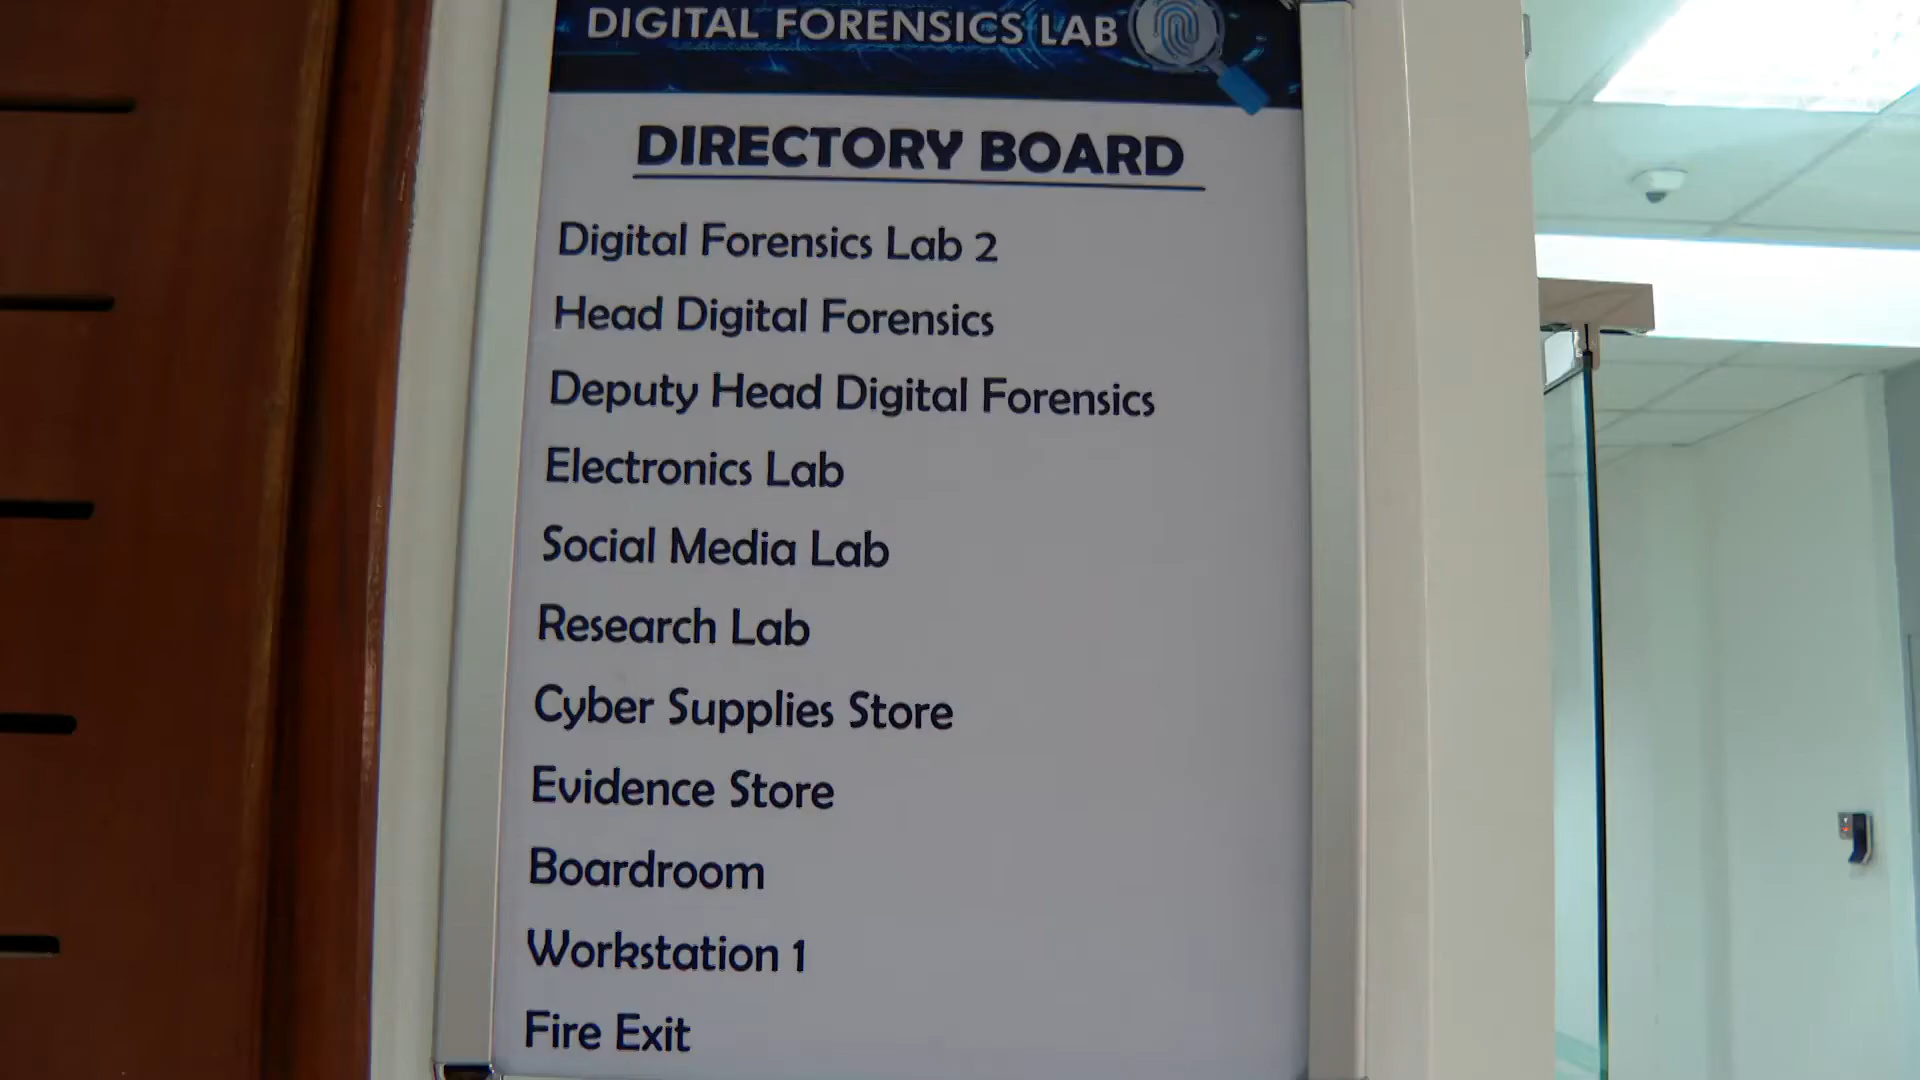 DIGITAL FORENSICS LAB
DIRECTORY BOARD
Digital Forensics Lab 2
Head Digital Forensics
Deputy Head Digital Forensics
Electronics Lab
Social Media Lab
Research Lab
Cyber Supplies Store
Evidence Store
Boardroom
Workstation 1
Fire Exit